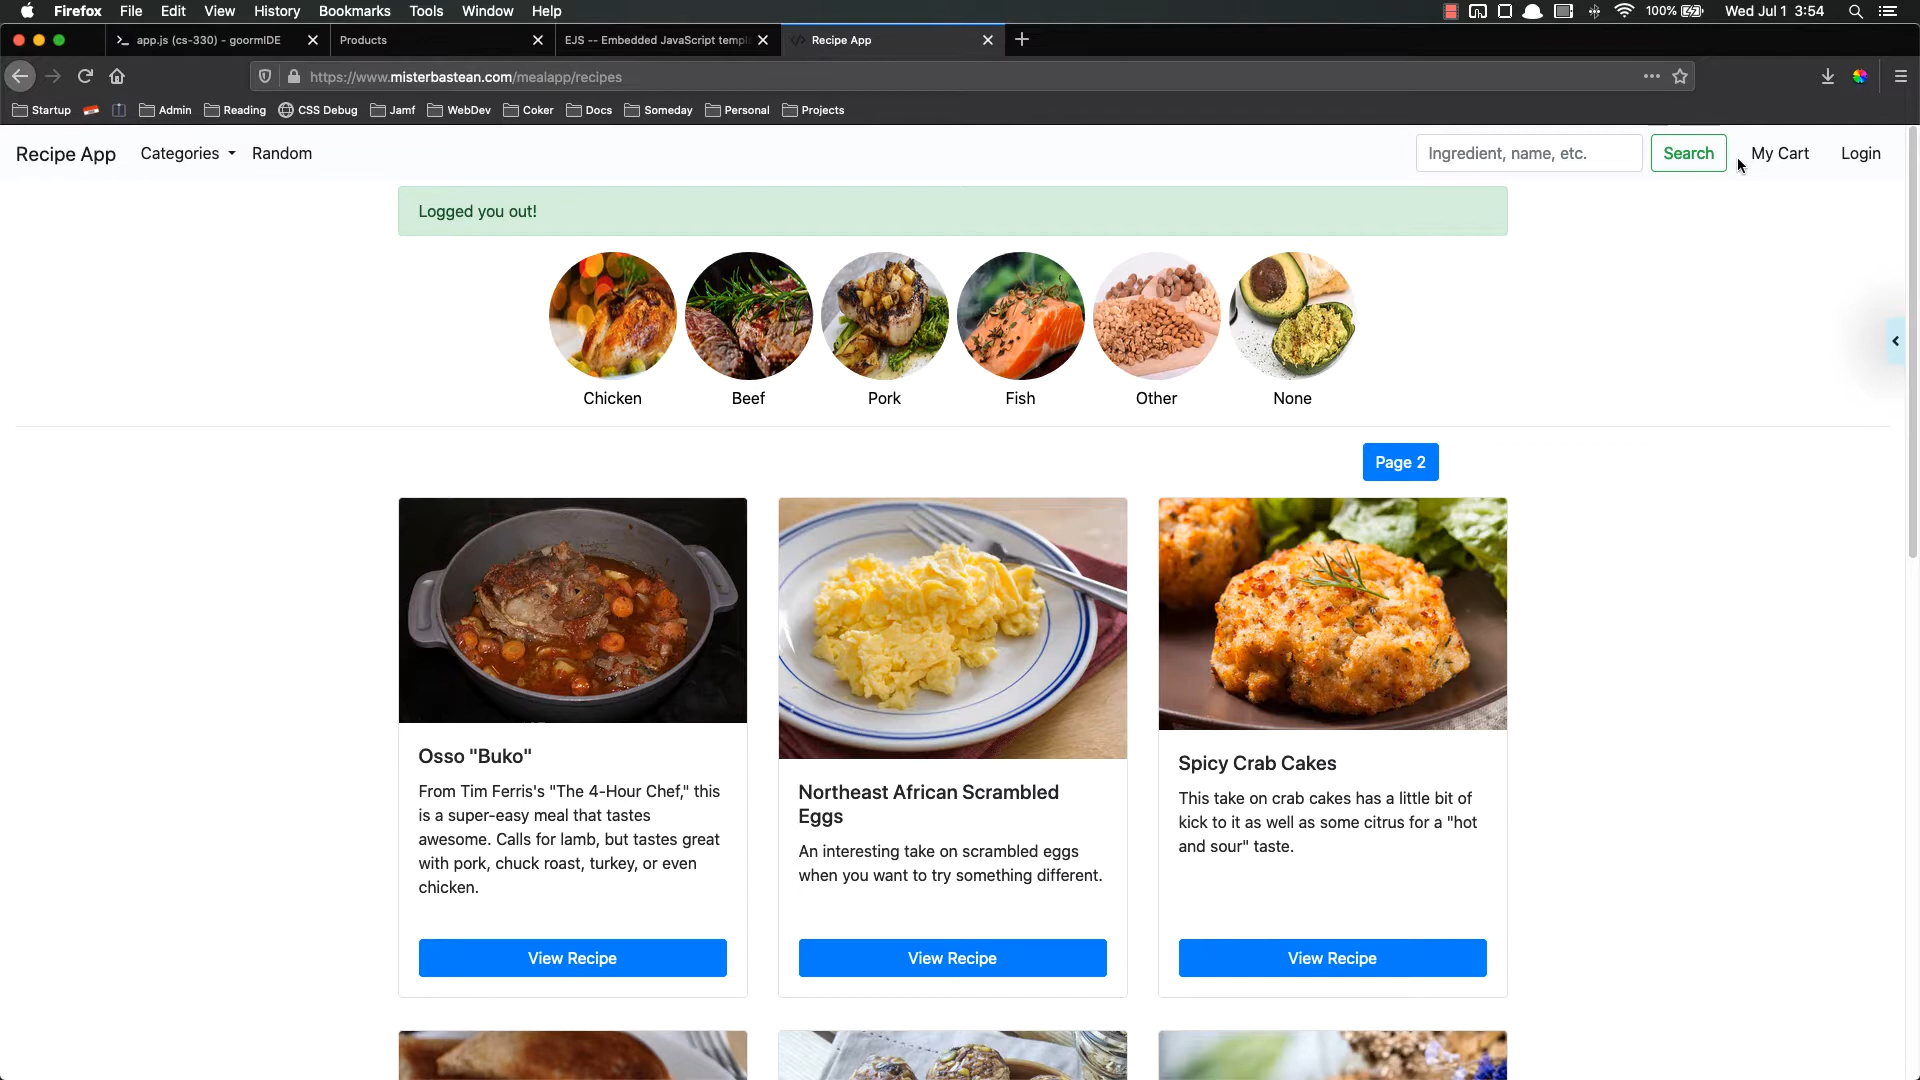 Firefox File Edit View History Bookmarks Tools Window Help 100% Wed Jul 1 3:54
app.js (cs-330) - goormIDE Products EJS -- Embedded JavaScript templ Recipe App
https://www.misterbastean.com/mealapp/recipes
Startup Admin Reading CSS Debug Jamf WebDev Coker Docs Someday Personal Projects
Recipe App Categories Random Ingredient, name, etc. Search My Cart Login
Logged you out!
Chicken Beef Pork Fish Other None
Page 2
Osso "Buko"
From Tim Ferris's "The 4-Hour Chef," this
is a super-easy meal that tastes
awesome. Calls for lamb, but tastes great
with pork, chuck roast, turkey, or even
chicken.
View Recipe
Northeast African Scrambled
Eggs
An interesting take on scrambled eggs
when you want to try something different.
View Recipe
Spicy Crab Cakes
This take on crab cakes has a little bit of
kick to it as well as some citrus for a "hot
and sour" taste.
View Recipe